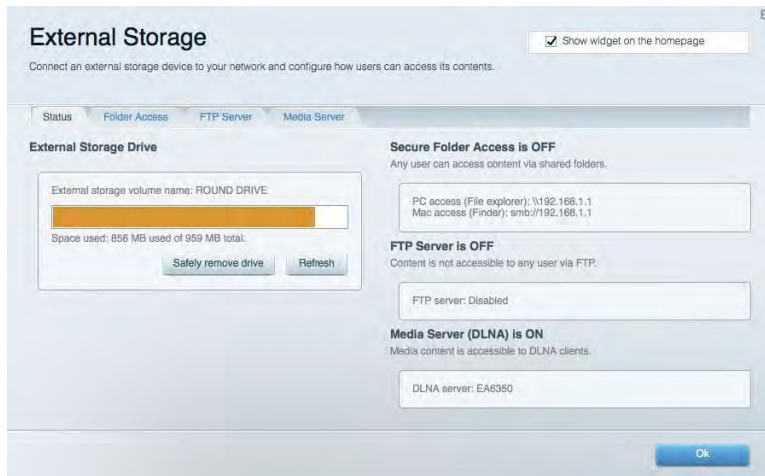 External Storage
Show widget on the homepage
Connect an external storage device to your network and configure how users can access its contents.
Status
Folder Access
FTP Server
Media Server
External Storage Drive
External storage volume name: ROUND DRIVE
Space used: 856 MB used of 959 MB total.
Safely remove drive
Refresh
Secure Folder Access is OFF
Any user can access content via shared folders.
PC access (File explorer): \\192.168.1.1
Mac access (Finder): smb://192.168.1.1
FTP Server is OFF
Content is not accessible to any user via FTP.
FTP server: Disabled
Media Server (DLNA) is ON
Media content is accessible to DLNA clients.
DLNA server: EA6350
Ok